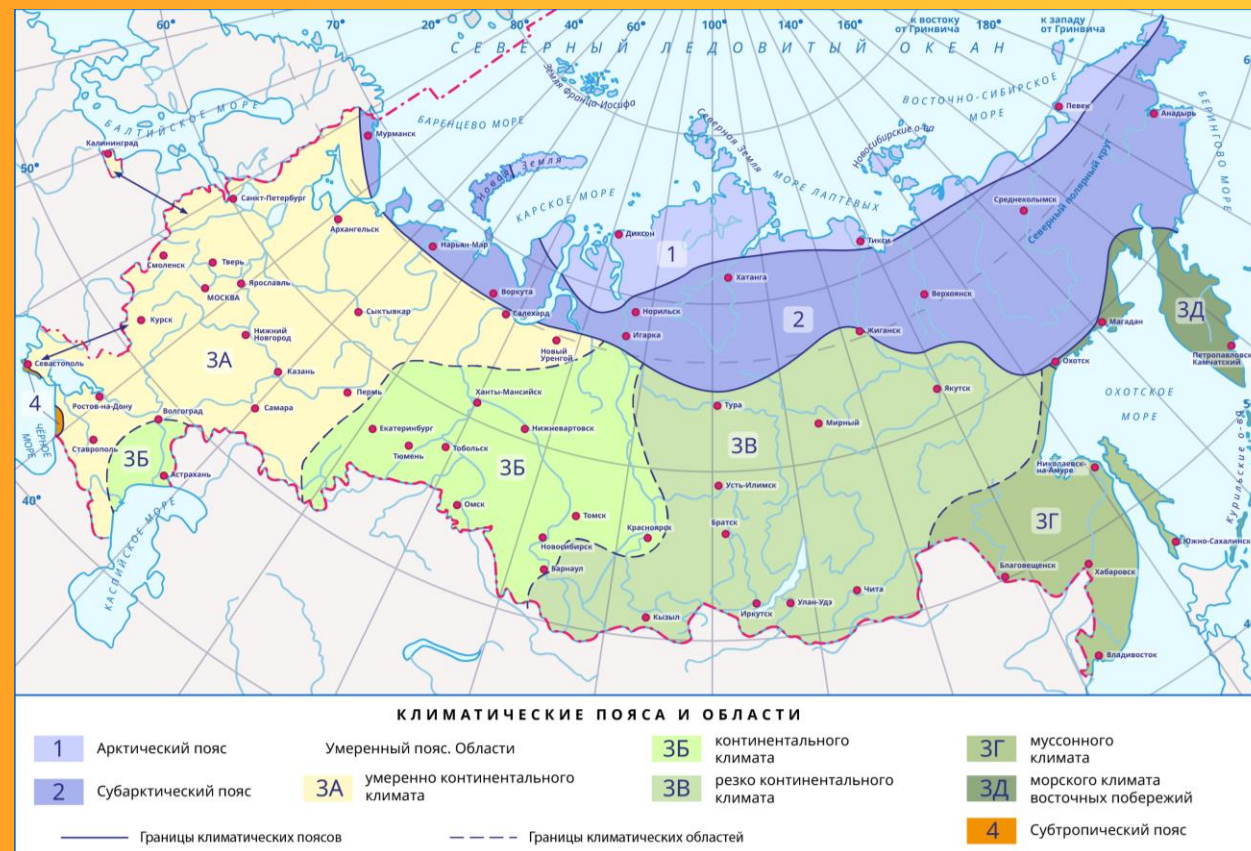 60°
70°
20°
80°
40°
60°
100°
140°
160°
к востоку
от Гринвича
180°
к западу
от Гринвича
СЕВЕРНЫЙ ЛЕДОВИТЫЙ ОКЕАН
Земля Франца-Иосифа
Северная Земля
ВОСТОЧНО-СИБИРСКОЕ
МОРЕ
Новосибирские о-ва
Певек
Анадырь
БЕРИНГОВО МОРЕ
БАЛТИЙСКОЕ МОРЕ
БАРЕНЦЕВО МОРЕ
Мурманск
Калининград
50°
Новая Земля
КАРСКОЕ МОРЕ
МОРЕ ЛАПТЕВЫХ
Северный полярный круг
Среднеколымск
Санкт-Петербург
Архангельск
Нарьян-Мар
Диксон
1
Тикси
Смоленск
Тверь
Ярославль
МОСКВА
Воркута
Салехард
Хатанга
Верхоянск
Норильск
2
Игарка
Жиганск
Магадан
3Д
Курск
Нижний
Новгород
Сыктывкар
Новый
Уренгой
Охотск
Петропавловск-
Камчатский
Севастополь
3А
Казань
Пермь
Ханты-Мансийск
Якутск
ОХОТСКОЕ
МОРЕ
4
ЧЁРНОЕ
МОРЕ
Ростов-на-Дону
Волгоград
Самара
Тура
Мирный
Екатеринбург
Нижневартовск
3В
Ставрополь
3Б
Тюмень
Тобольск
3Б
Курильские о-ва
Астрахань
Усть-Илимск
Николаевск-
на-Амуре
40°
Омск
Томск
Красноярск
Братск
3Г
Новосибирск
Южно-Сахалинск
КАСПИЙСКОЕ МОРЕ
Барнаул
Благовещенск
Хабаровск
Кызыл
Иркутск
Улан-Удэ
Чита
Владивосток
КЛИМАТИЧЕСКИЕ ПОЯСА И ОБЛАСТИ
1 Арктический пояс
2 Субарктический пояс
Умеренный пояс. Области
3А умеренно континентального
климата
3Б континентального
климата
3В резко континентального
климата
3Г муссонного
климата
3Д морского климата
восточных побережий
4 Субтропический пояс
Границы климатических поясов
Границы климатических областей